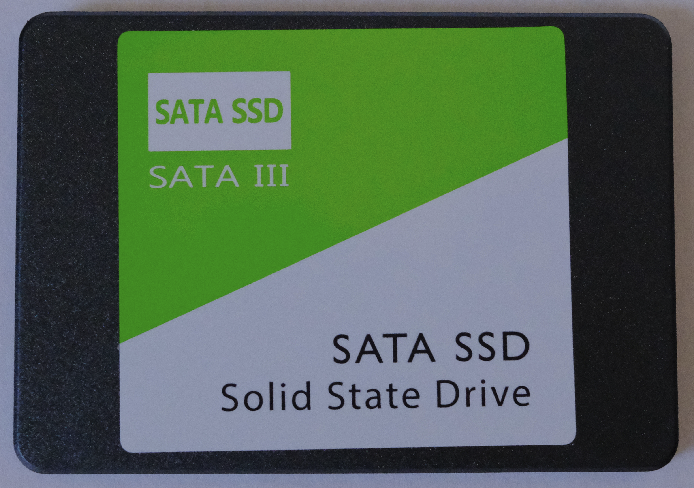 SATA SSD
SATA III
SATA SSD
Solid State Drive